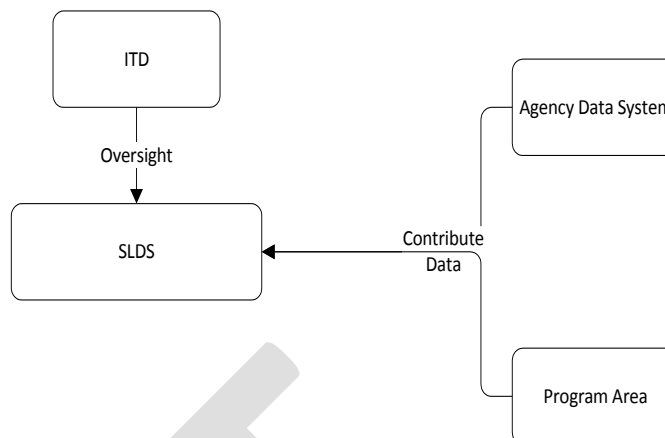 ITD
Agency Data System
Oversight
SLDS
Contribute
Data
Program Area